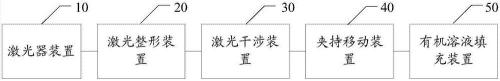 10
20
30
40
50
激光器装置
激光整形装
置
激光干涉装
置
夹持移动装
置
有机溶液填
充装置